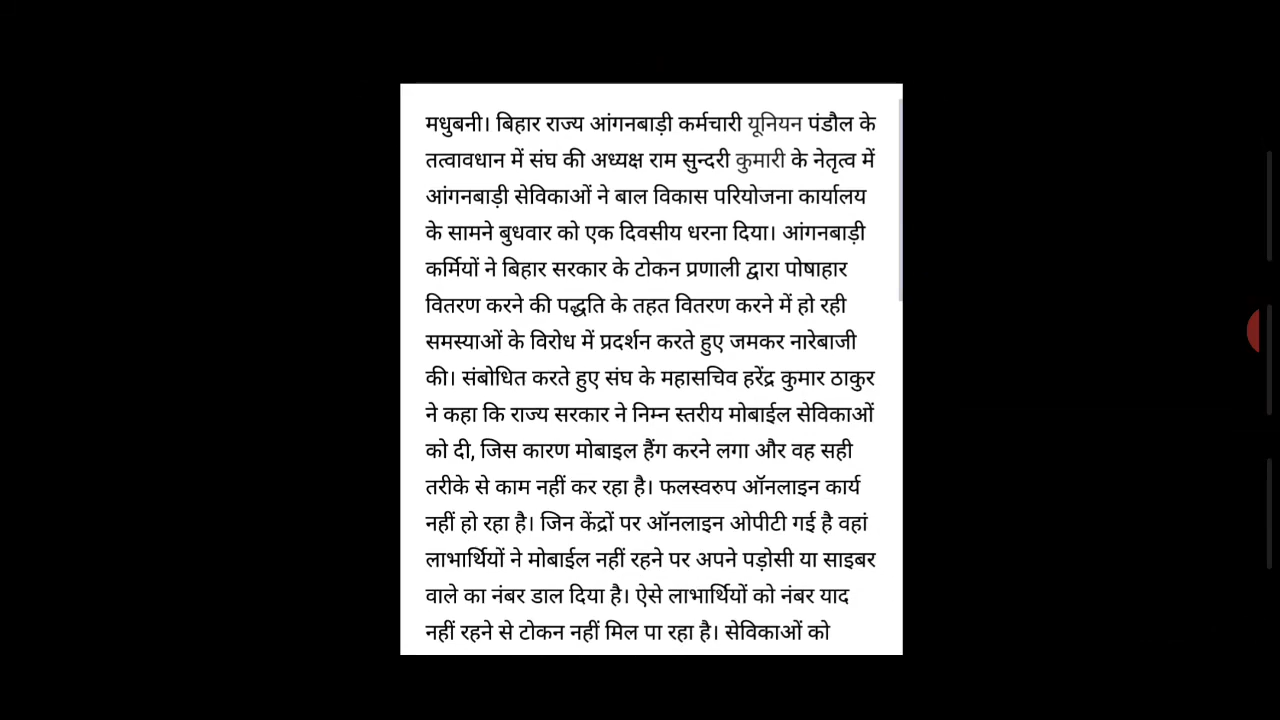 मधुबनी। बिहार राज्य आंगनबाड़ी कर्मचारी यूनियन पंडौल के
तत्वावधान में संघ की अध्यक्ष राम सुन्दरी कुमारी के नेतृत्व में
आंगनबाड़ी सेविकाओं ने बाल विकास परियोजना कार्यालय
के सामने बुधवार को एक दिवसीय धरना दिया। आंगनबाड़ी
कर्मियों ने बिहार सरकार के टोकन प्रणाली द्वारा पोषाहार
वितरण करने की पद्धति के तहत वितरण करने में हो रही
समस्याओं के विरोध में प्रदर्शन करते हुए जमकर नारेबाजी
की। संबोधित करते हुए संघ के महासचिव हरेंद्र कुमार ठाकुर
ने कहा कि राज्य सरकार ने निम्न स्तरीय मोबाईल सेविकाओं
को दी, जिस कारण मोबाइल हैंग करने लगा और वह सही
तरीके से काम नहीं कर रहा है। फलस्वरुप ऑनलाइन कार्य
नहीं हो रहा है। जिन केंद्रों पर ऑनलाइन ओपीटी गई है वहां
लाभार्थियों ने मोबाईल नहीं रहने पर अपने पड़ोसी या साइबर
वाले का नंबर डाल दिया है। ऐसे लाभार्थियों को नंबर याद
नहीं रहने से टोकन नहीं मिल पा रहा है। सेविकाओं को